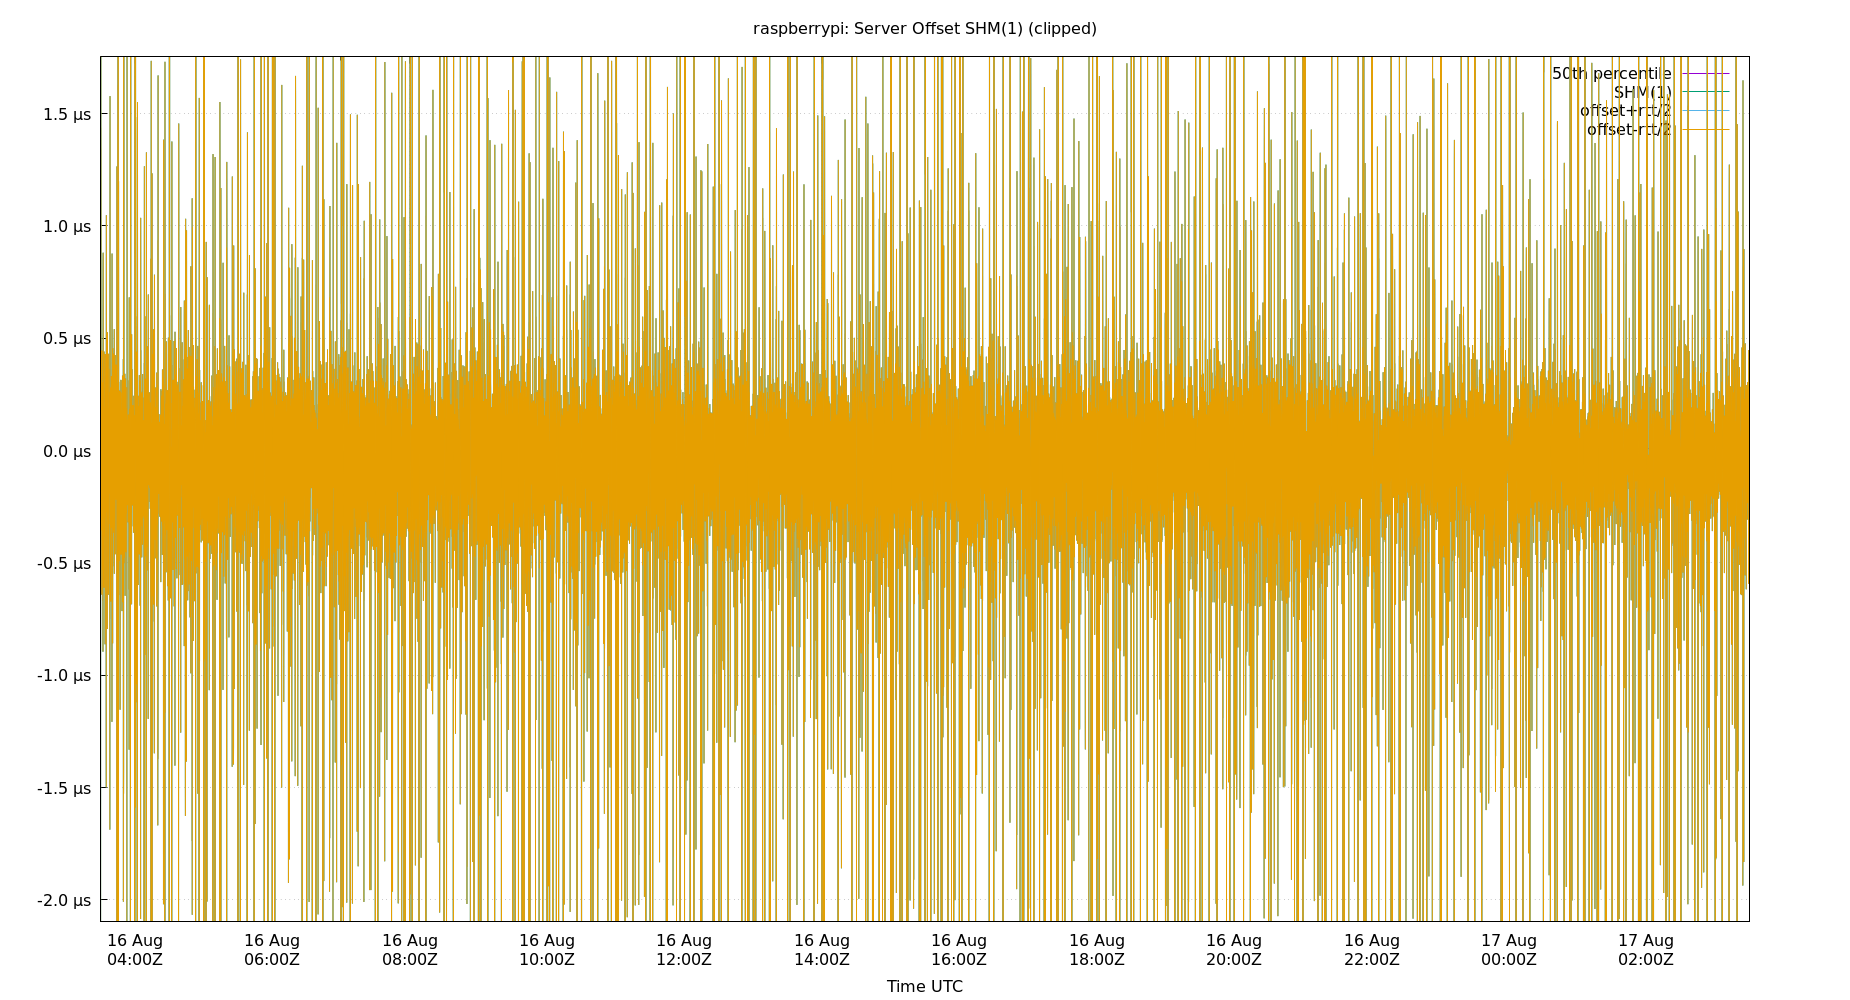 raspberrypi: Server Offset SHM(1) (clipped)
50th percentile
SHM(1)
offset+rtt/2
offset-rtt/2
1.5 µs
1.0 µs
0.5 µs
0.0 µs
-0.5 µs
-1.0 µs
-1.5 µs
-2.0 µs
16 Aug 16 Aug 16 Aug 16 Aug 16 Aug 16 Aug 16 Aug 16 Aug 16 Aug 16 Aug 17 Aug 17 Aug
04:00Z 06:00Z 08:00Z 10:00Z 12:00Z 14:00Z 16:00Z 18:00Z 20:00Z 22:00Z 00:00Z 02:00Z
Time UTC